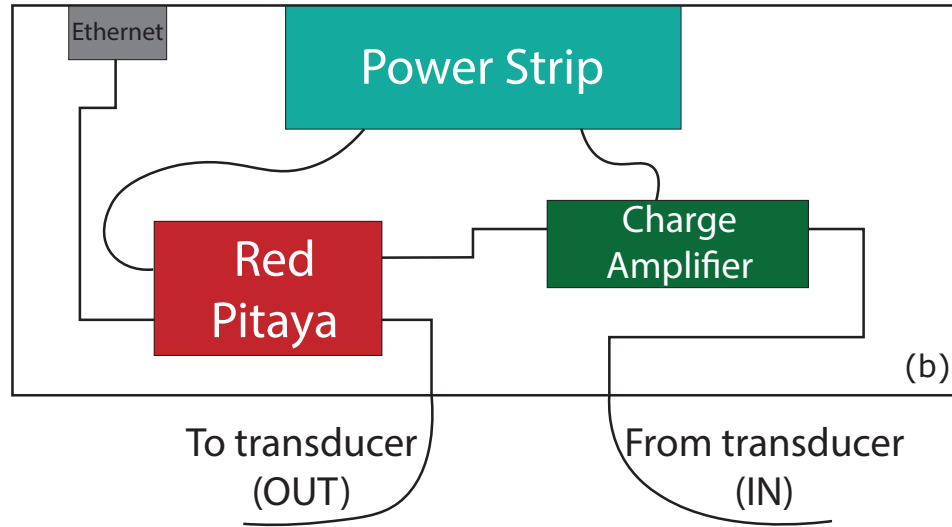 Ethernet
Power Strip
Charge
Amplifier
Red
Pitaya
(b)
To transducer
(OUT)
From transducer
(IN)